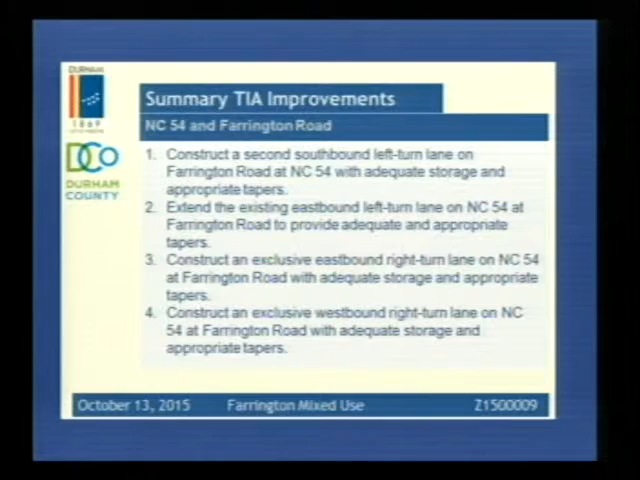 DURHAM
1869
DCO
DURHAM
COUNTY
Summary TIA Improvements
NC 54 and Farrington Road
1. Construct a second southbound left-turn lane on
Farrington Road at NC 54 with adequate storage and
appropriate tapers.
2. Extend the existing eastbound left-turn lane on NC 54 at
Farrington Road to provide adequate and appropriate
tapers.
3. Construct an exclusive eastbound right-turn lane on NC 54
at Farrington Road with adequate storage and appropriate
tapers.
4. Construct an exclusive westbound right-turn lane on NC
54 at Farrington Road with adequate storage and
appropriate tapers.
October 13, 2015 Farrington Mixed Use Z1500009